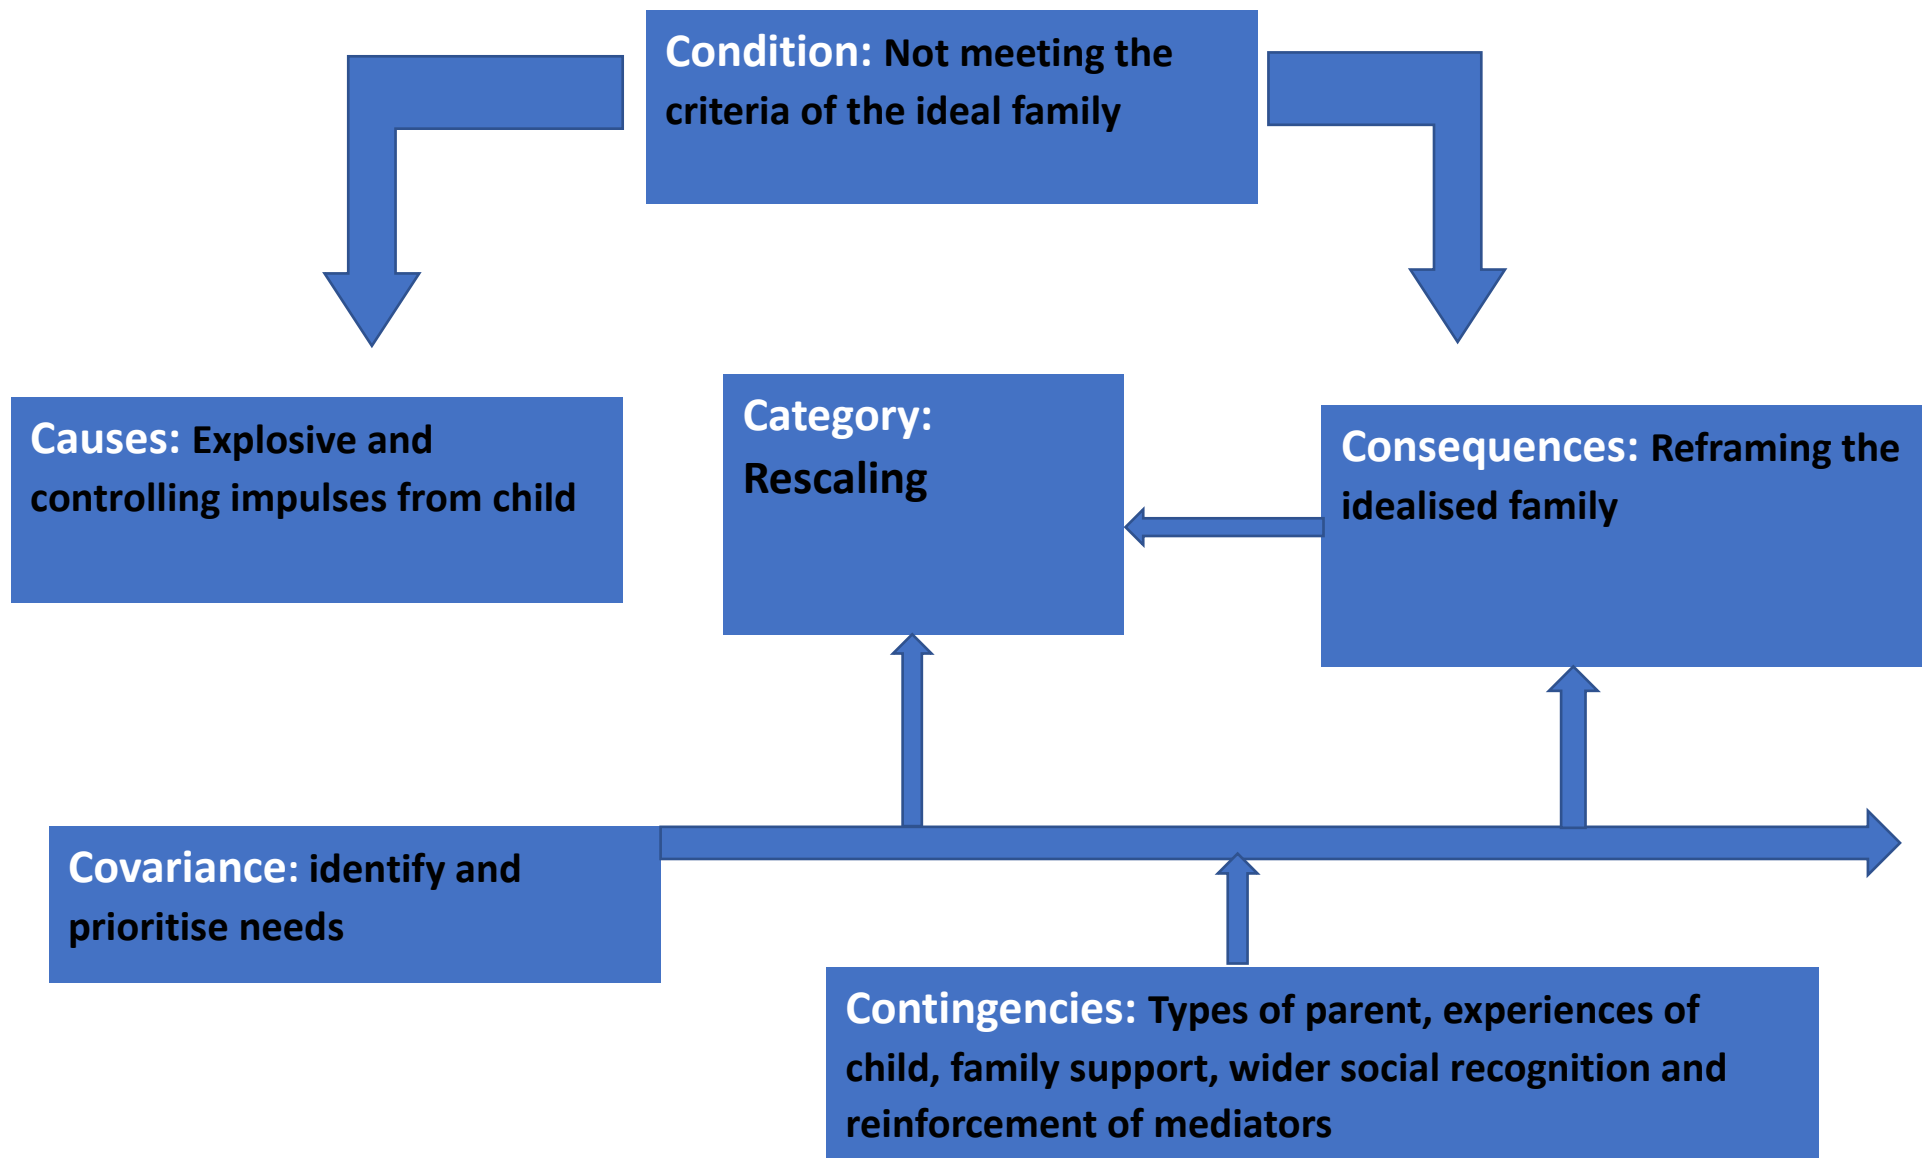 Condition: Not meeting the
criteria of the ideal family
Causes: Explosive and
controlling impulses from child
Category:
Rescaling
Consequences: Reframing the
idealised family
Covariance: identify and
prioritise needs
Contingencies: Types of parent, experiences of
child, family support, wider social recognition and
reinforcement of mediators